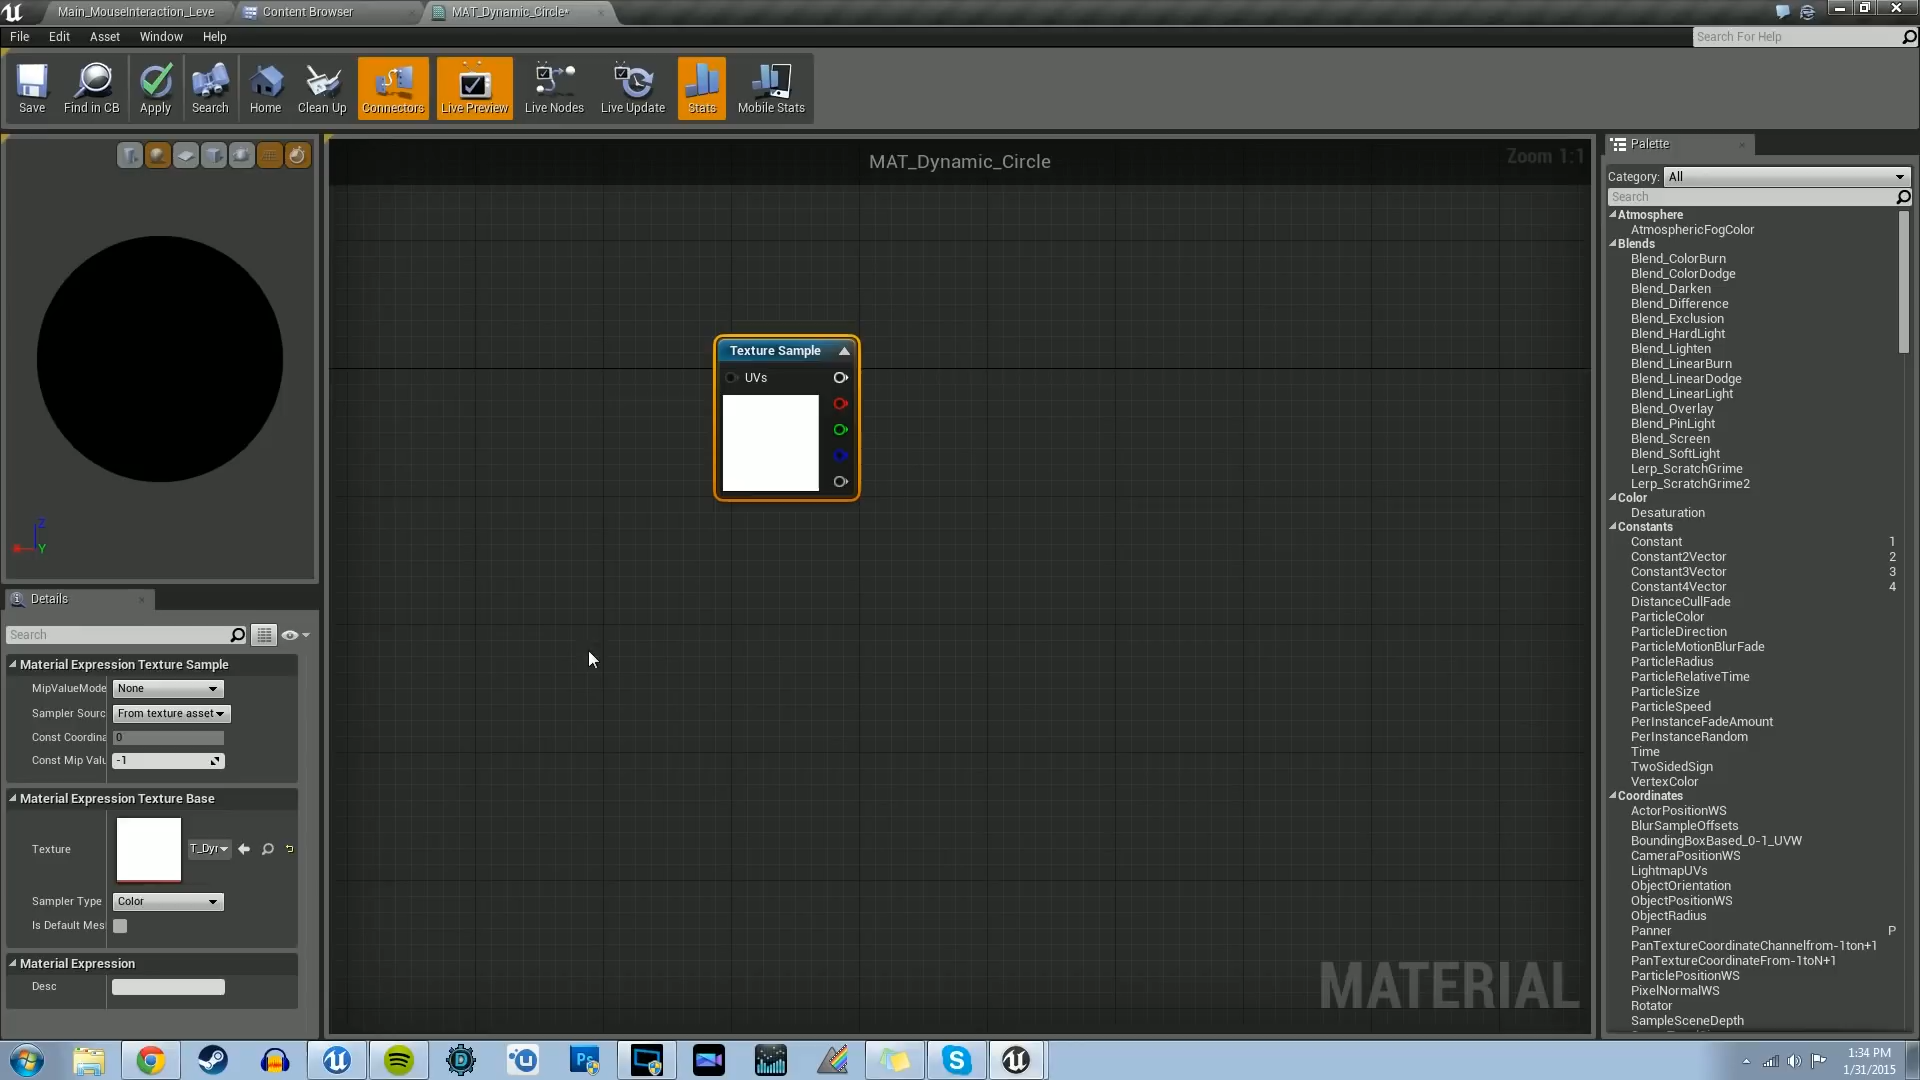 Main_MouseInteraction_Leve
Content Browser
MAT_Dynamic_Circle*
File
Edit
Asset
Window
Help
Search For Help
Save
Find in CB
Apply
Search
Home
Clean Up
Connectors
Live Preview
Live Nodes
Live Update
Stats
Mobile Stats
MAT_Dynamic_Circle
Zoom 1:1
Texture Sample
UVs
MATERIAL
Z
Y
Details
Search
Material Expression Texture Sample
MipValueMode
None
Sampler Sourc
From texture asset
Const Coordina
0
Const Mip Valu
-1
Material Expression Texture Base
Texture
T_Dyr
Sampler Type
Color
Is Default Mes
Material Expression
Desc
Palette
Category:
All
Search
Atmosphere
AtmosphericFogColor
Blends
Blend_ColorBurn
Blend_ColorDodge
Blend_Darken
Blend_Difference
Blend_Exclusion
Blend_HardLight
Blend_Lighten
Blend_LinearBurn
Blend_LinearDodge
Blend_LinearLight
Blend_Overlay
Blend_PinLight
Blend_Screen
Blend_SoftLight
Lerp_ScratchGrime
Lerp_ScratchGrime2
Color
Desaturation
Constants
Constant 1
Constant2Vector 2
Constant3Vector 3
Constant4Vector 4
DistanceCullFade
ParticleColor
ParticleDirection
ParticleMotionBlurFade
ParticleRadius
ParticleRelativeTime
ParticleSize
ParticleSpeed
PerInstanceFadeAmount
PerInstanceRandom
Time
TwoSidedSign
VertexColor
Coordinates
ActorPositionWS
BlurSampleOffsets
BoundingBoxBased_0-1_UVW
CameraPositionWS
LightmapUVs
ObjectOrientation
ObjectPositionWS
ObjectRadius
Panner P
PanTextureCoordinateChannelfrom-1ton+1
PanTextureCoordinateFrom-1toN+1
ParticlePositionWS
PixelNormalWS
Rotator
SampleSceneDepth
1:34 PM
1/31/2015